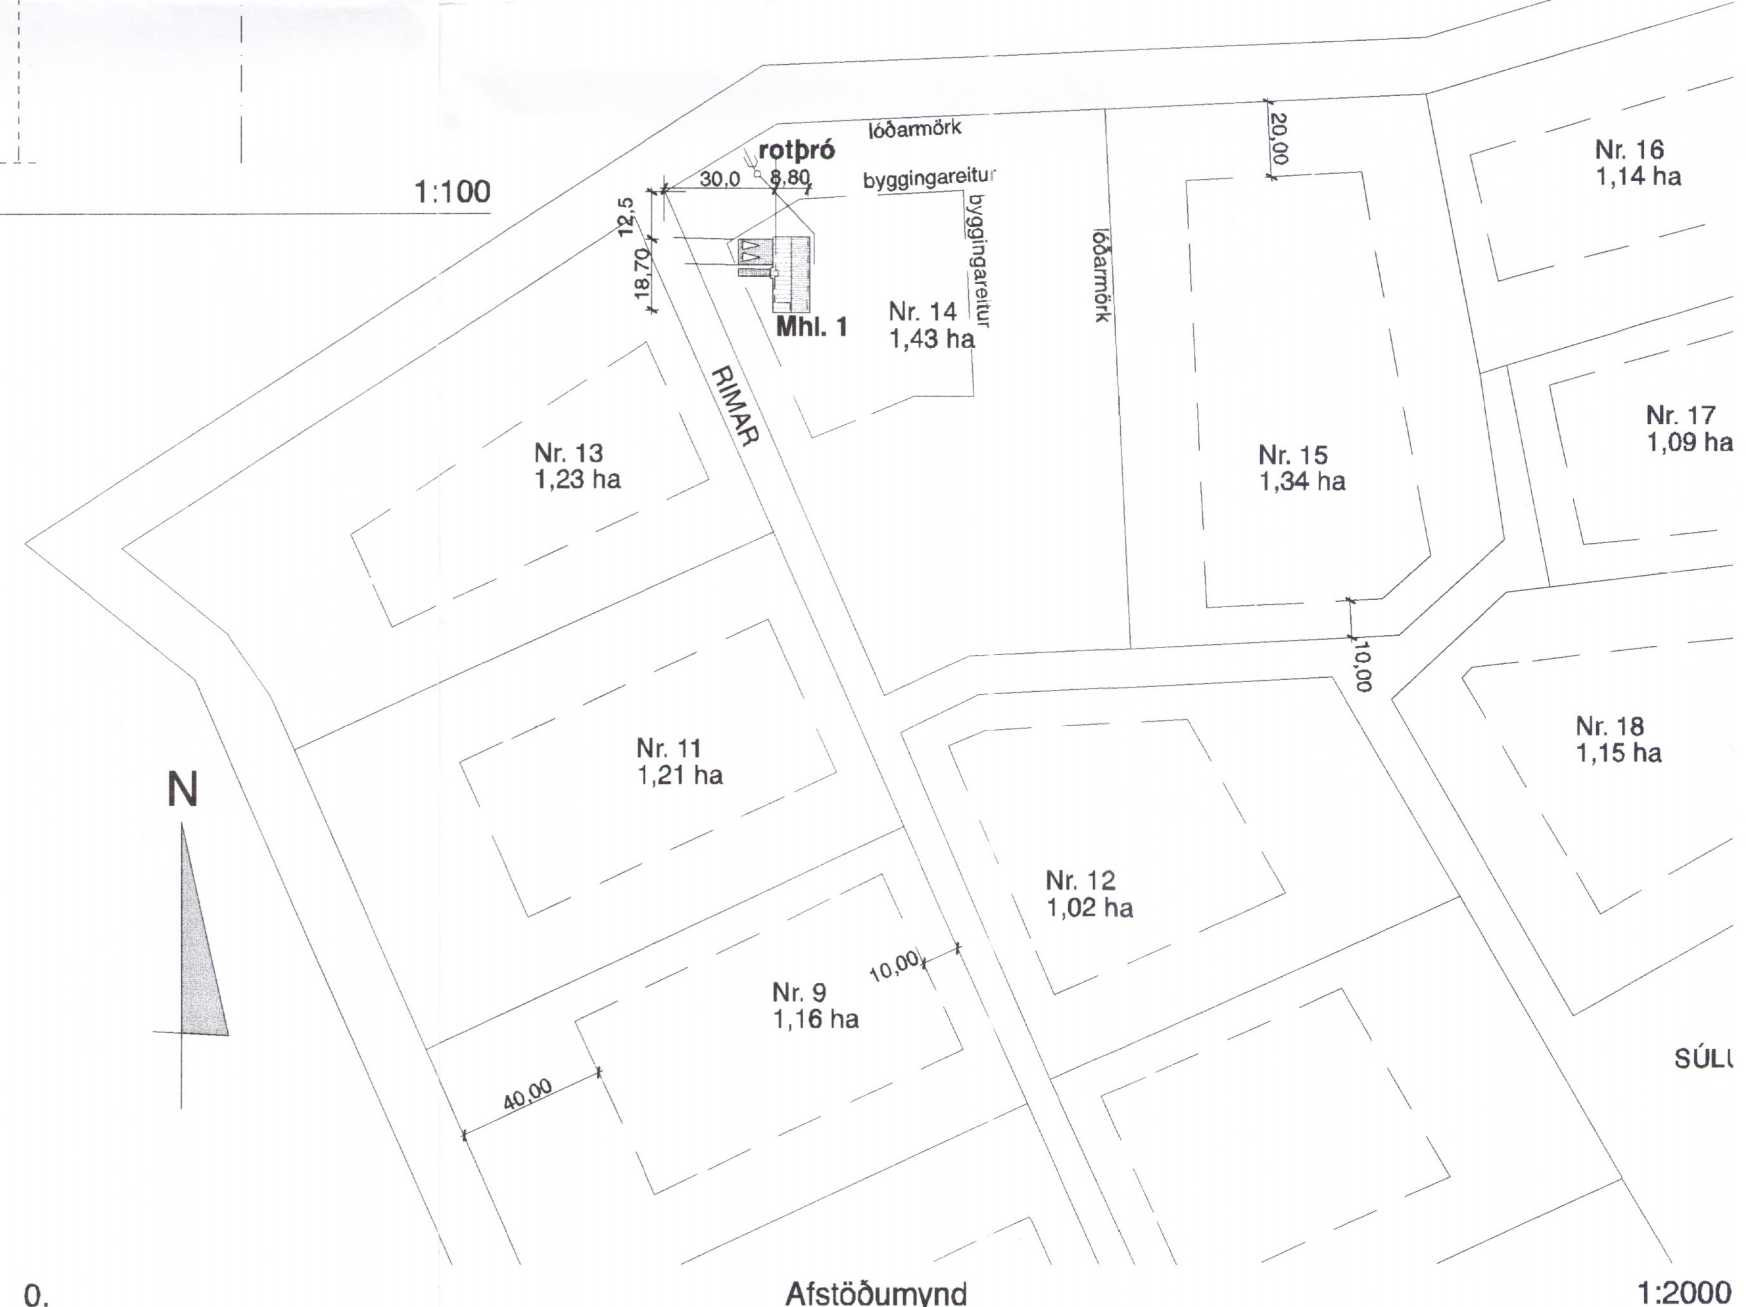 1:100
lóðarmörk
rotþró
30,0
8,80
byggingareitur
byggingareitur
12,5
18,70
Mhl. 1
Nr. 14
1,43 ha
lóðarmörk
20,00
Nr. 16
1,14 ha
RIMAR
Nr. 13
1,23 ha
Nr. 15
1,34 ha
Nr. 17
1,09 ha
10,00
Nr. 11
1,21 ha
Nr. 18
1,15 ha
N
Nr. 12
1,02 ha
10,00
Nr. 9
1,16 ha
40,00
0.
Afstöðumynd
1:2000